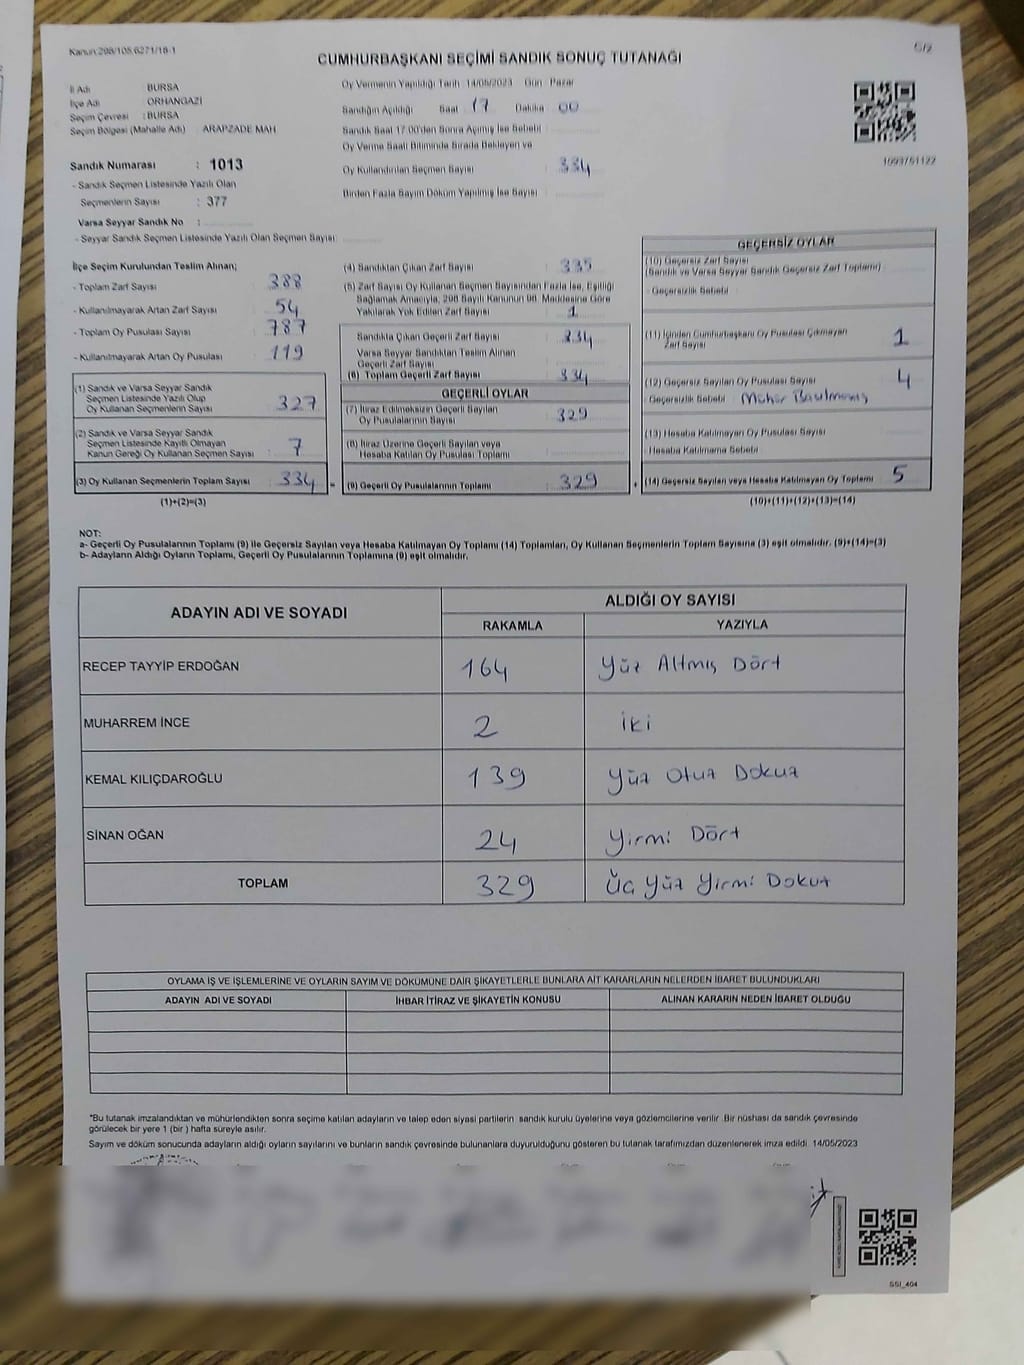 Kanun:298/105,6271/18-1
5/2
CUMHURBAŞKANI SEÇİMİ SANDIK SONUÇ TUTANAĞI
İl Adı : BURSA
İlçe Adı : ORHANGAZİ
Seçim Çevresi : BURSA
Seçim Bölgesi (Mahalle Adı) : ARAPZADE MAH
Oy Vermenin Yapıldığı Tarih : 14/05/2023 Gün : Pazar
Sandığın Açıldığı Saat 17 Dakika 00
Sandık Saat 17:00'den Sonra Açılmış İse Sebebi :
Oy Verme Saati Bitiminde Sırada Bekleyen ve
Oy Kullandırılan Seçmen Sayısı : 334
Birden Fazla Sayım Döküm Yapılmış İse Sayısı :
1093751122
Sandık Numarası : 1013
- Sandık Seçmen Listesinde Yazılı Olan
Seçmenlerin Sayısı : 377
Varsa Seyyar Sandık No :
- Seyyar Sandık Seçmen Listesinde Yazılı Olan Seçmen Sayısı:
İlçe Seçim Kurulundan Teslim Alınan;
- Toplam Zarf Sayısı : 388
- Kullanılmayarak Artan Zarf Sayısı : 54
- Toplam Oy Pusulası Sayısı : 787
- Kullanılmayarak Artan Oy Pusulası : 119
(1) Sandık ve Varsa Seyyar Sandık
Seçmen Listesinde Yazılı Olup
Oy Kullanan Seçmenlerin Sayısı : 327
(2) Sandık ve Varsa Seyyar Sandık
Seçmen Listesinde Kayıtlı Olmayan
Kanun Gereği Oy Kullanan Seçmen Sayısı : 7
(3) Oy Kullanan Seçmenlerin Toplam Sayısı : 334
(1)+(2)=(3)
(4) Sandıktan Çıkan Zarf Sayısı : 335
(5) Zarf Sayısı Oy Kullanan Seçmen Sayısından Fazla İse, Eşitliği
Sağlamak Amacıyla, 298 Sayılı Kanunun 98. Maddesine Göre
Yakılarak Yok Edilen Zarf Sayısı : 1
Sandıkta Çıkan Geçerli Zarf Sayısı : 334
Varsa Seyyar Sandıktan Teslim Alınan
Geçerli Zarf Sayısı :
(6) Toplam Geçerli Zarf Sayısı : 334
GEÇERLİ OYLAR
(7) İtiraz Edilmeksizin Geçerli Sayılan
Oy Pusulalarının Sayısı : 329
(8) İtiraz Üzerine Geçerli Sayılan veya
Hesaba Katılan Oy Pusulası Toplamı :
= (9) Geçerli Oy Pusulalarının Toplamı : 329 +
GEÇERSİZ OYLAR
(10) Geçersiz Zarf Sayısı
(Sandık ve Varsa Seyyar Sandık Geçersiz Zarf Toplamı) :
- Geçersizlik Sebebi :
(11) İçinden Cumhurbaşkanı Oy Pusulası Çıkmayan
Zarf Sayısı : 1
(12) Geçersiz Sayılan Oy Pusulası Sayısı : 4
- Geçersizlik Sebebi : Mühür Basılmamış
(13) Hesaba Katılmayan Oy Pusulası Sayısı :
- Hesaba Katılmama Sebebi :
(14) Geçersiz Sayılan veya Hesaba Katılmayan Oy Toplamı : 5
(10)+(11)+(12)+(13)=(14)
NOT:
a- Geçerli Oy Pusulalarının Toplamı (9) ile Geçersiz Sayılan veya Hesaba Katılmayan Oy Toplamı (14) Toplamları, Oy Kullanan Seçmenlerin Toplam Sayısına (3) eşit olmalıdır. (9)+(14)=(3)
b- Adayların Aldığı Oyların Toplamı, Geçerli Oy Pusulalarının Toplamına (9) eşit olmalıdır.
ADAYIN ADI VE SOYADI
ALDIĞI OY SAYISI
RAKAMLA YAZIYLA
RECEP TAYYİP ERDOĞAN 164 Yüz Altmış Dört
MUHARREM İNCE 2 iki
KEMAL KILIÇDAROĞLU 139 Yüz Otuz Dokuz
SİNAN OĞAN 24 Yirmi Dört
TOPLAM 329 Üç Yüz Yirmi Dokuz
OYLAMA İŞ VE İŞLEMLERİNE VE OYLARIN SAYIM VE DÖKÜMÜNE DAİR ŞİKAYETLERLE BUNLARA AİT KARARLARIN NELERDEN İBARET BULUNDUKLARI
ADAYIN ADI VE SOYADI İHBAR İTİRAZ VE ŞİKAYETİN KONUSU ALINAN KARARIN NEDEN İBARET OLDUĞU
*Bu tutanak imzalandıktan ve mühürlendikten sonra seçime katılan adayların ve talep eden siyasi partilerin sandık kurulu üyelerine veya gözlemcilerine verilir. Bir nüshası da sandık çevresinde
görülecek bir yere 1 (bir) hafta süreyle asılır.
Sayım ve döküm sonucunda adayların aldığı oyların sayılarını ve bunların sandık çevresinde bulunanlara duyurulduğunu gösteren bu tutanak tarafımızdan düzenlenerek imza edildi. 14/05/2023
SSI_404